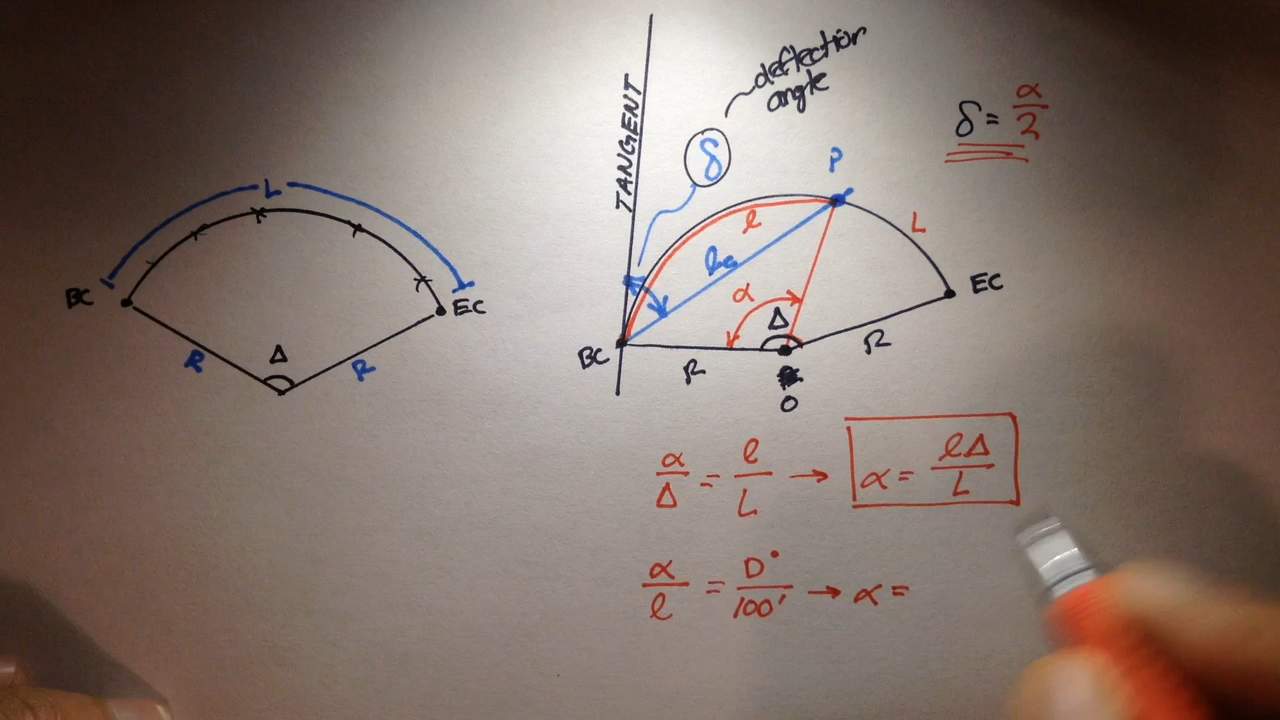 L
BC
EC
R
Δ
R
TANGENT
δ
deflection
angle
δ = α/2
P
l
L
lc
α
Δ
BC
EC
R
R
O
α/Δ = l/L → α = lΔ/L
α/l = D°/100' → α =